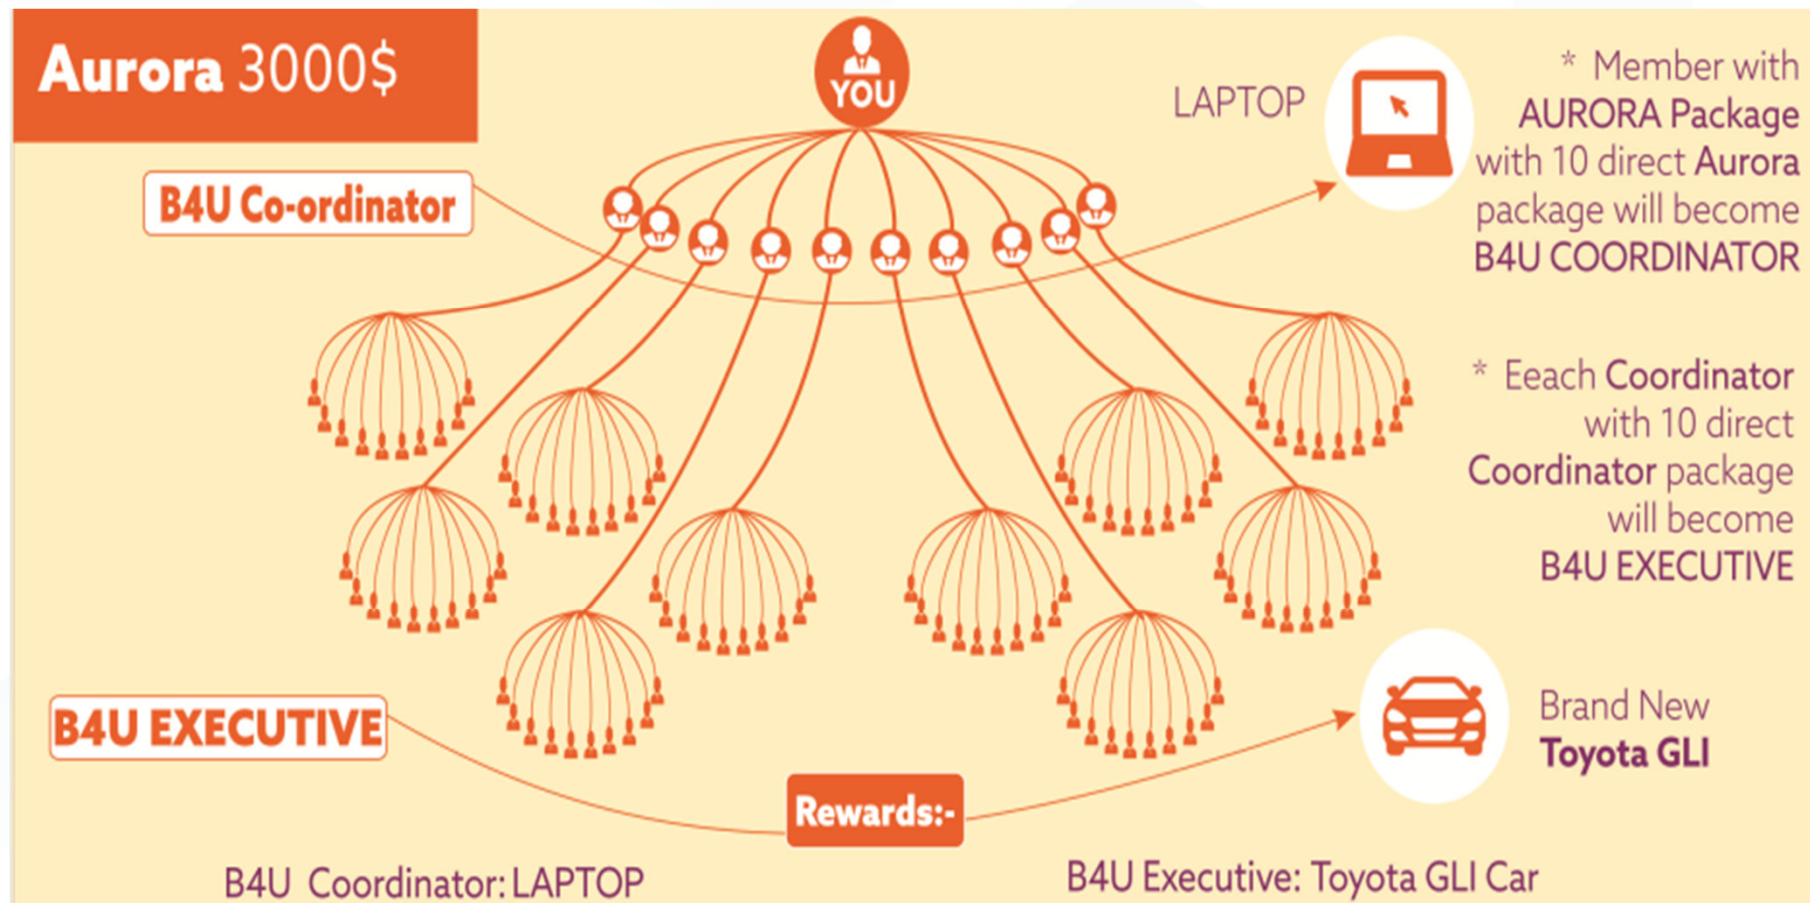 Aurora 3000$
YOU
LAPTOP
* Member with
AURORA Package
with 10 direct Aurora
package will become
B4U COORDINATOR
B4U Co-ordinator
* Eeach Coordinator
with 10 direct
Coordinator package
will become
B4U EXECUTIVE
B4U EXECUTIVE
Brand New
Toyota GLI
Rewards:-
B4U Coordinator: LAPTOP
B4U Executive: Toyota GLI Car